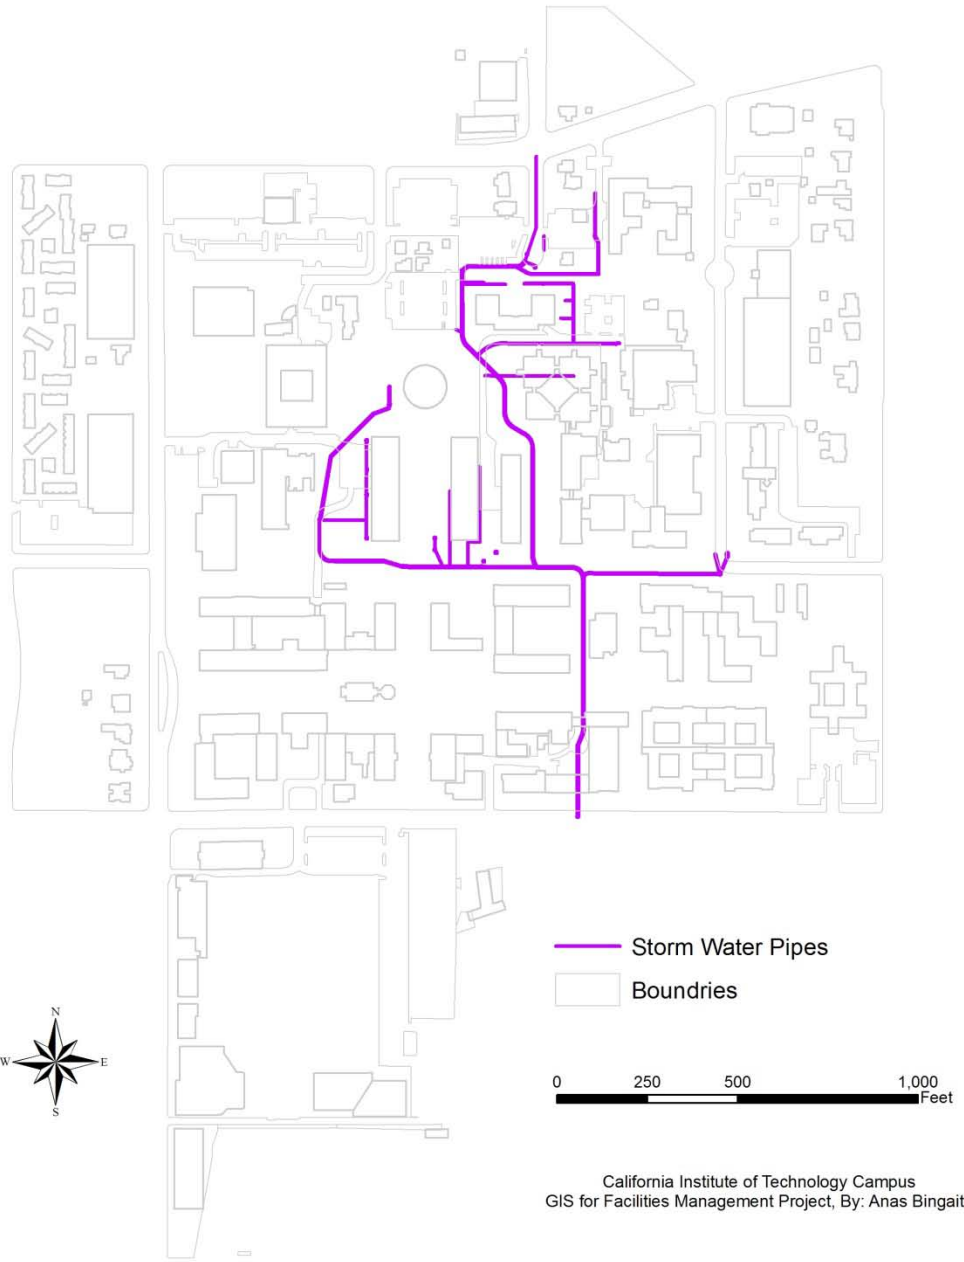 Storm Water Pipes
Boundries
N
W E
S
0 250 500 1,000
Feet
California Institute of Technology Campus
GIS for Facilities Management Project, By: Anas Bingait